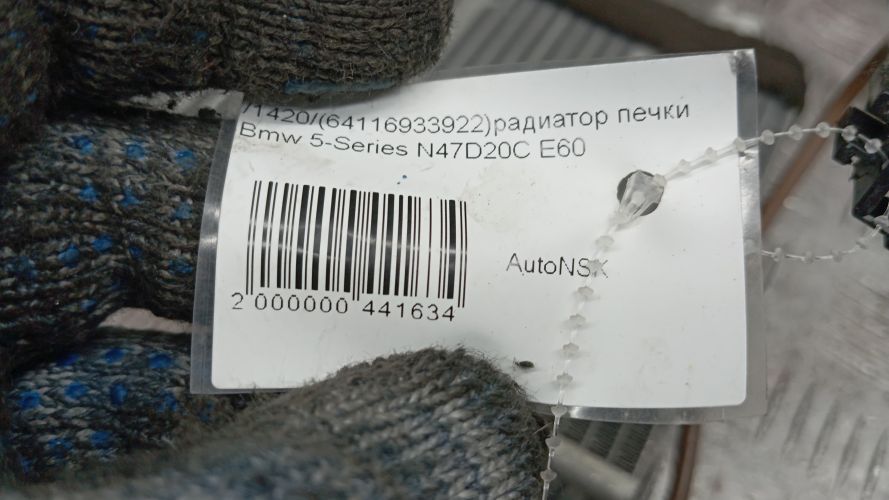 /1420/(64116933922)радиатор печки
Bmw 5-Series N47D20C E60
AutoNSK
2 000000 441634